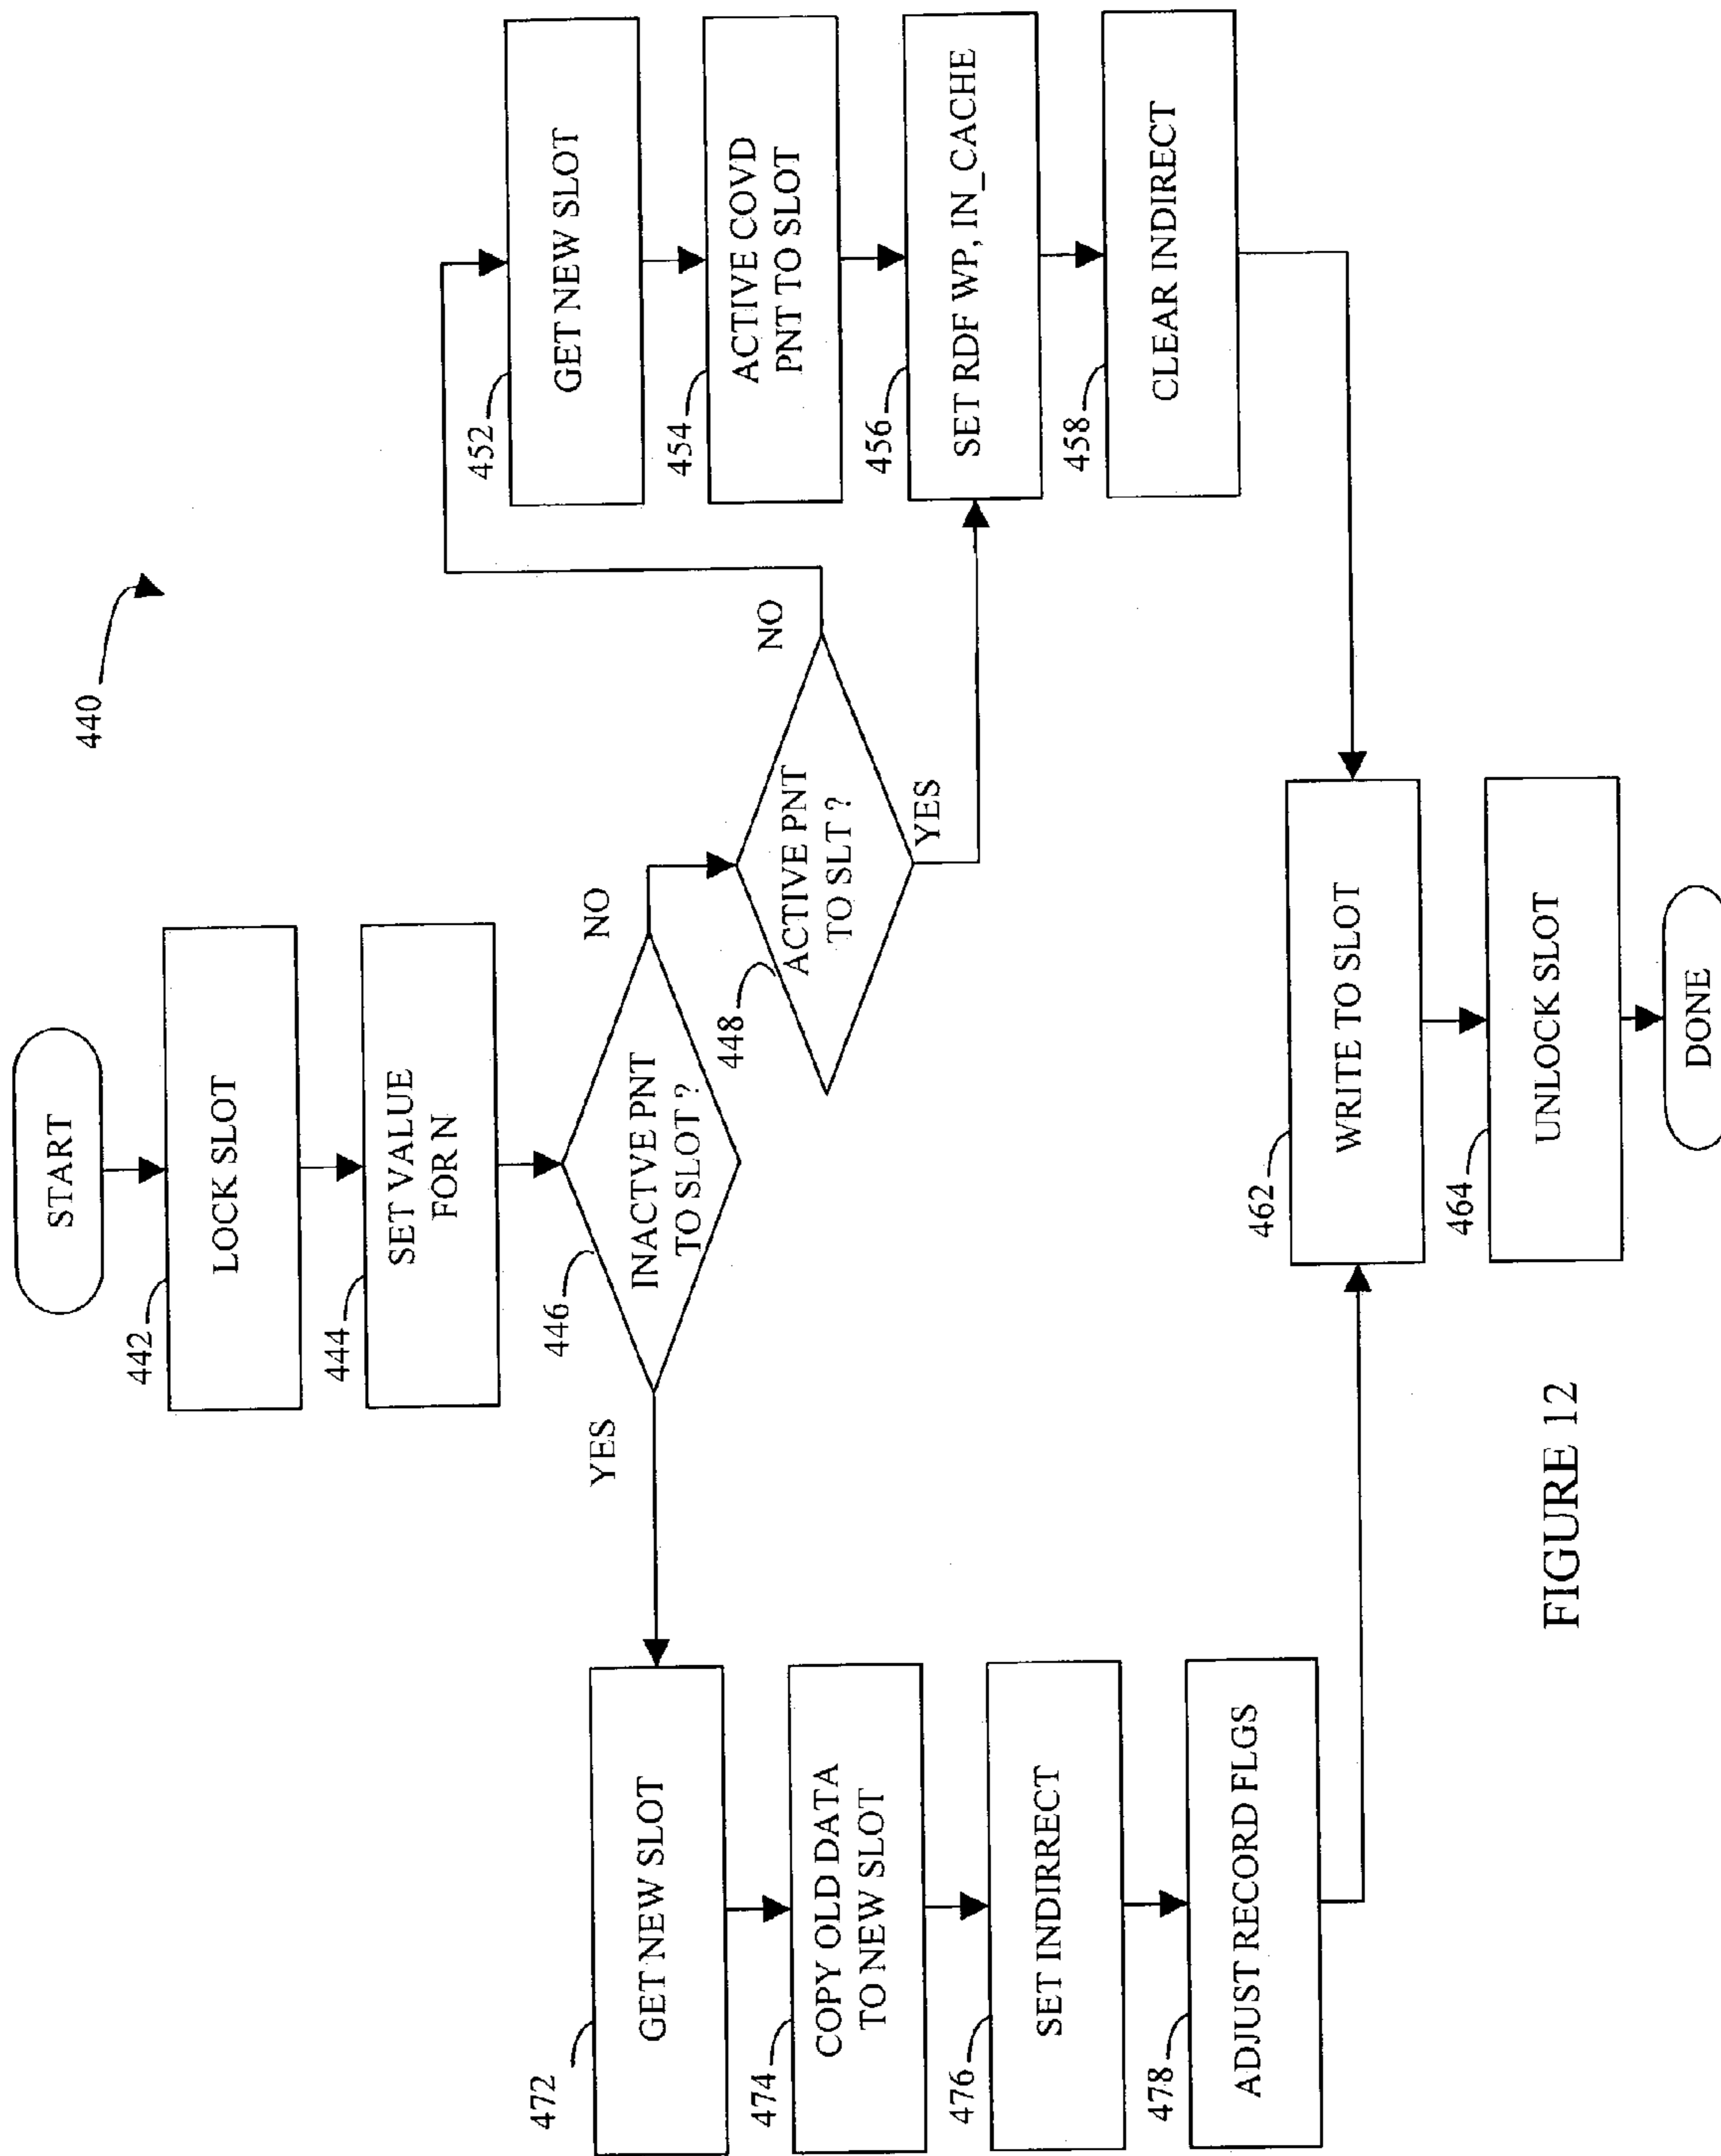 440
START
442
LOCK SLOT
444
SET VALUE
FOR N
446
INACTVE PNT
TO SLOT ?
YES
NO
448
ACTIVE PNT
TO SLT ?
NO
YES
452
GET NEW SLOT
454
ACTIVE COVD
PNT TO SLOT
456
SET RDF WP, IN_CACHE
458
CLEAR INDIRECT
472
GET NEW SLOT
474
COPY OLD DATA
TO NEW SLOT
476
SET INDIRECT
478
ADJUST RECORD FLGS
462
WRITE TO SLOT
464
UNLOCK SLOT
DONE
FIGURE 12